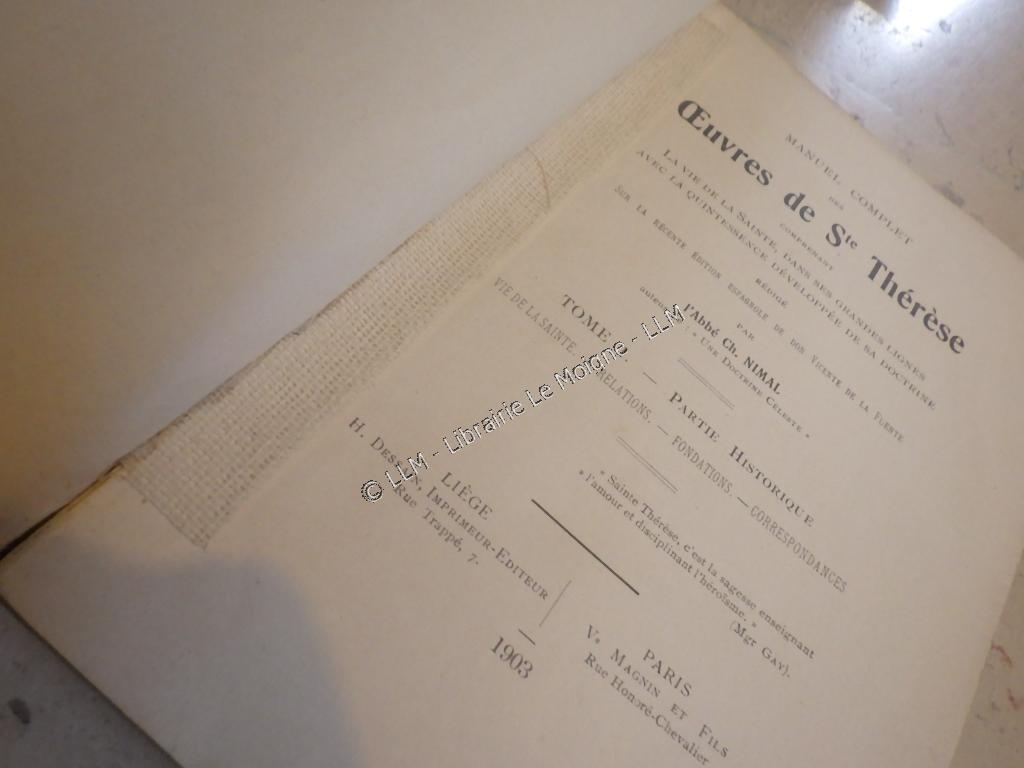 MANUEL COMPLET
DES
Œuvres de Ste Thérèse
COMPRENANT
LA VIE DE LA SAINTE, DANS SES GRANDES LIGNES
AVEC LA QUINTESSENCE DÉVELOPPÉE DE SA DOCTRINE
RÉDIGÉ
SUR LA RÉCENTE ÉDITION ESPAGNOLE DE DON VICENTE DE LA FUENTE
PAR
l'Abbé Ch. NIMAL
auteur « UNE DOCTRINE CÉLESTE »
TOME — PARTIE HISTORIQUE
VIE DE LA SAINTE. RELATIONS. — FONDATIONS. — CORRESPONDANCES
« Sainte Thérèse, c'est la sagesse enseignant
» l'amour et disciplinant l'héroïsme. »
(Mgr GAY).
LIÉGE
H. DESSAIN, IMPRIMEUR-EDITEUR
Rue Trappé, 7.
PARIS
Ve MAGNIN ET FILS
Rue Honoré-Chevalier
1903
© LLM - Librairie Le Moigne - LLM